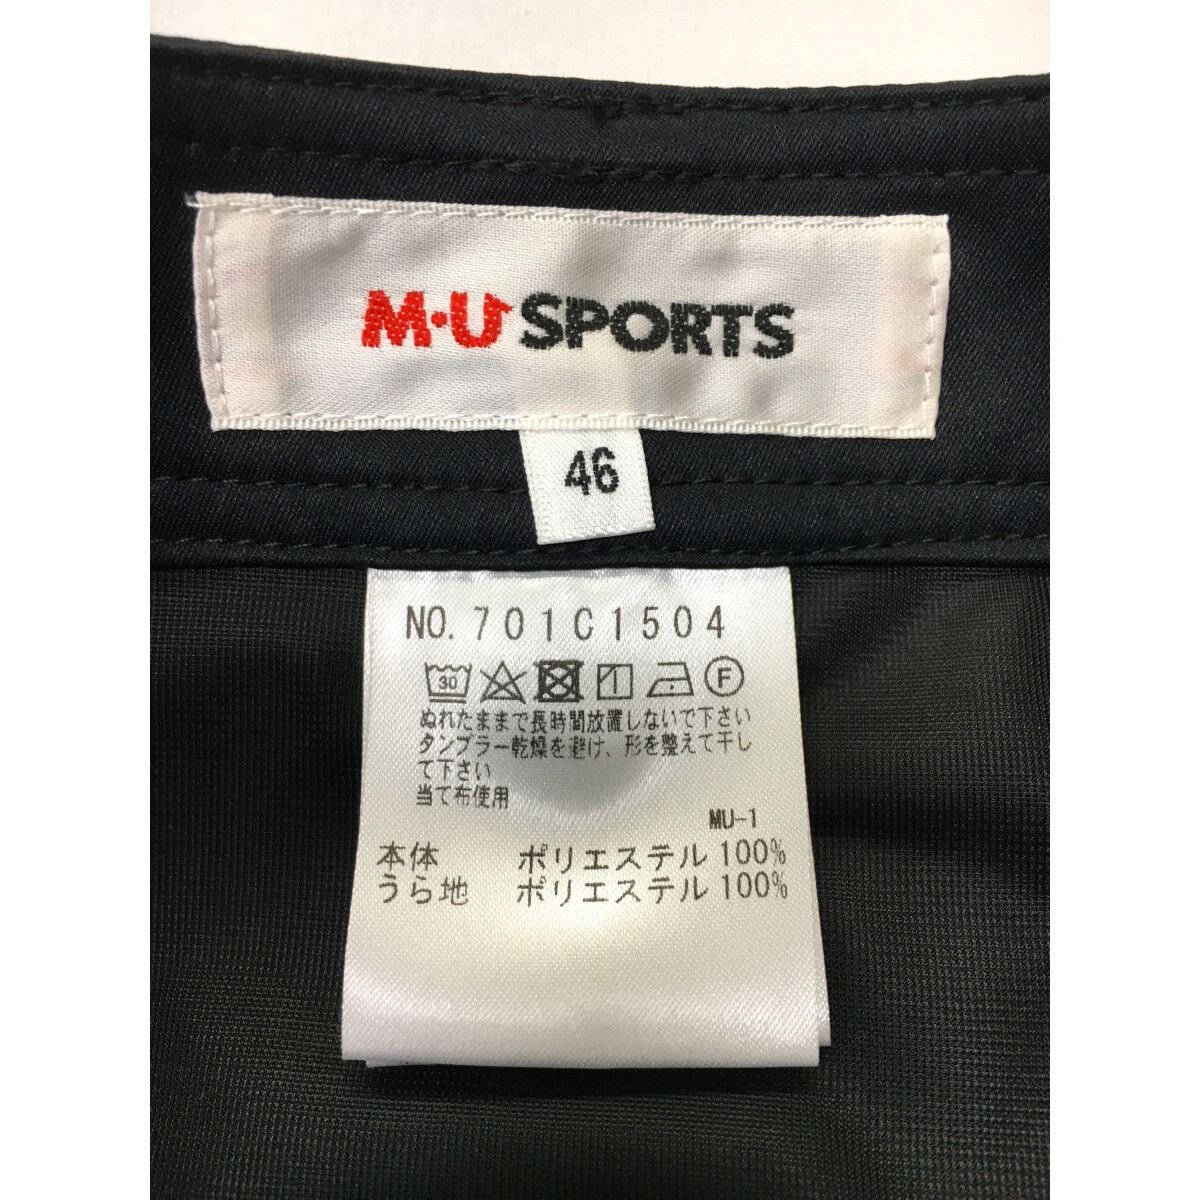 M・U SPORTS
46
NO. 701C1504
30 F
ぬれたままで長時間放置しないで下さい
タンブラー乾燥を避け、形を整えて干し
て下さい
当て布使用
MU-1
本体 ポリエステル 100%
うら地 ポリエステル 100%